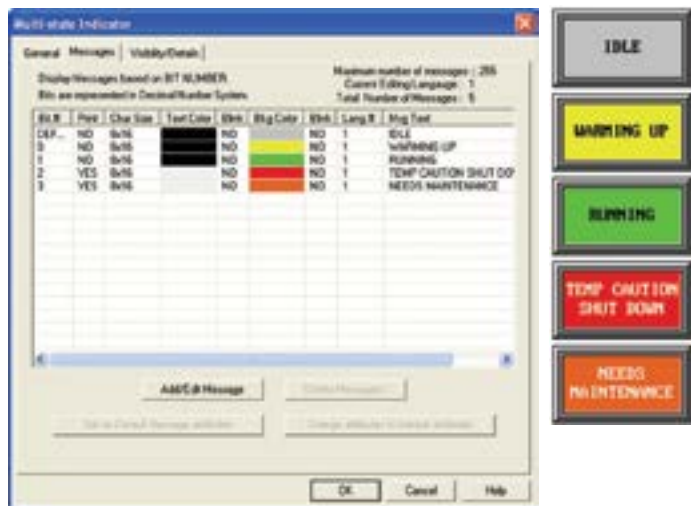 Multi-state Indicator
General Messages Visibility/Details
Display Messages based on BIT NUMBER
Bits are represented in Decimal Number System.
Maximum number of messages : 255
Current Editing Language : 1
Total Number of Messages : 5
Bit # Print Char Size Text Color Blink Bkg Color Blink Lang # Msg Text
DEF... NO 8x16 NO NO 1 IDLE
0 NO 8x16 NO NO 1 WARMING UP
1 NO 8x16 NO NO 1 RUNNING
2 YES 8x16 NO NO 1 TEMP CAUTION SHUT DO
3 YES 8x16 NO NO 1 NEEDS MAINTENANCE
Add/Edit Message
Delete Messages
OK Cancel Help
IDLE
WARMING UP
RUNNING
TEMP CAUTION
SHUT DOWN
NEEDS
MAINTENANCE